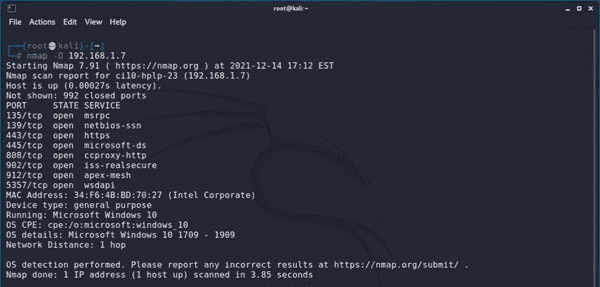 root@kali: ~
File Actions Edit View Help
(root💀kali)-[~]
# nmap -O 192.168.1.7
Starting Nmap 7.91 ( https://nmap.org ) at 2021-12-14 17:12 EST
Nmap scan report for ci10-hplp-23 (192.168.1.7)
Host is up (0.00027s latency).
Not shown: 992 closed ports
PORT     STATE SERVICE
135/tcp  open  msrpc
139/tcp  open  netbios-ssn
443/tcp  open  https
445/tcp  open  microsoft-ds
808/tcp  open  ccproxy-http
902/tcp  open  iss-realsecure
912/tcp  open  apex-mesh
5357/tcp open  wsdapi
MAC Address: 34:F6:4B:BD:70:27 (Intel Corporate)
Device type: general purpose
Running: Microsoft Windows 10
OS CPE: cpe:/o:microsoft:windows_10
OS details: Microsoft Windows 10 1709 - 1909
Network Distance: 1 hop
OS detection performed. Please report any incorrect results at https://nmap.org/submit/ .
Nmap done: 1 IP address (1 host up) scanned in 3.85 seconds